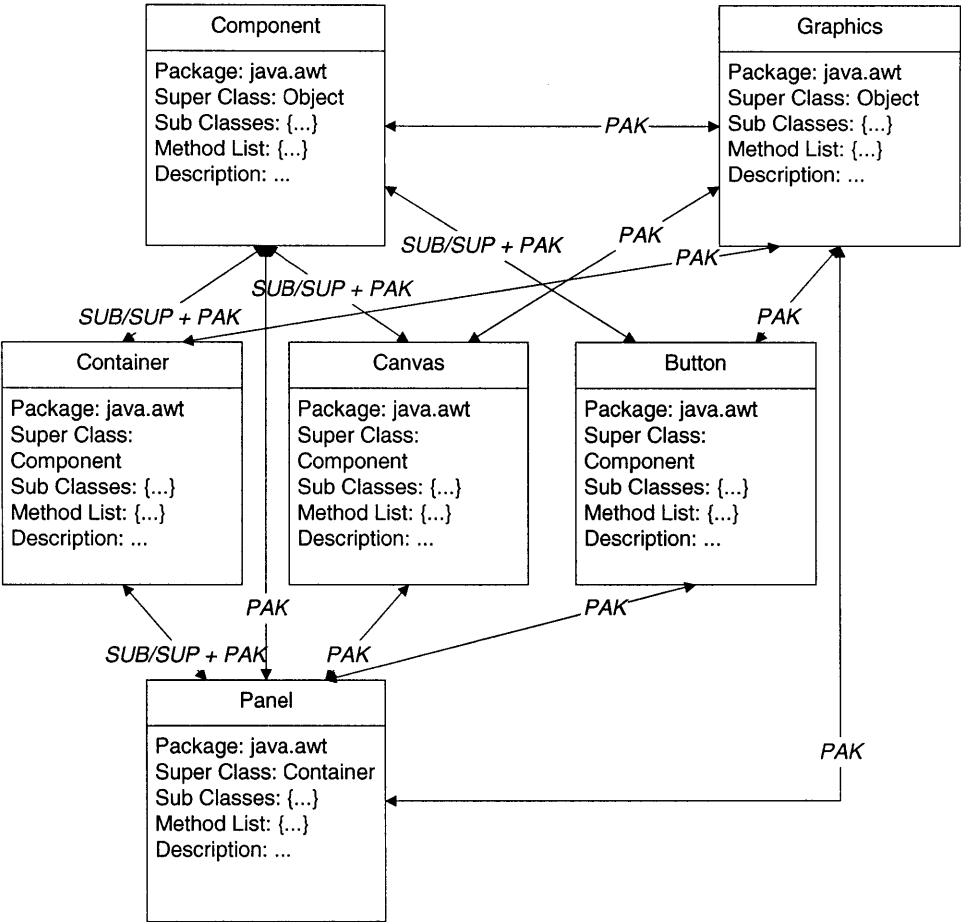 Component
Package: java.awt
Super Class: Object
Sub Classes: {...}
Method List: {...}
Description: ...
Graphics
Package: java.awt
Super Class: Object
Sub Classes: {...}
Method List: {...}
Description: ...
PAK
SUB/SUP + PAK
PAK
PAK
SUB/SUP + PAK
SUB/SUP + PAK
PAK
Container
Package: java.awt
Super Class:
Component
Sub Classes: {...}
Method List: {...}
Description: ...
Canvas
Package: java.awt
Super Class:
Component
Sub Classes: {...}
Method List: {...}
Description: ...
Button
Package: java.awt
Super Class:
Component
Sub Classes: {...}
Method List: {...}
Description: ...
PAK
PAK
SUB/SUP + PAK
PAK
Panel
Package: java.awt
Super Class: Container
Sub Classes: {...}
Method List: {...}
Description: ...
PAK